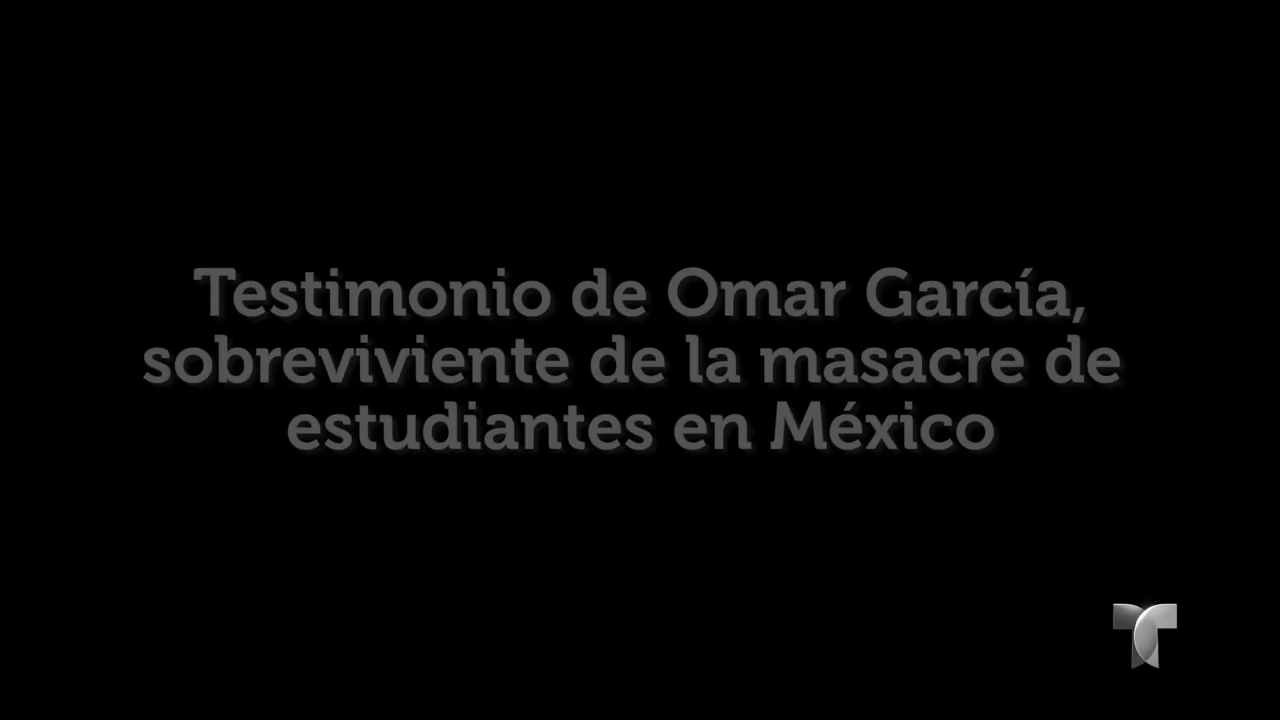 Testimonio de Omar García,
sobreviviente de la masacre de
estudiantes en México